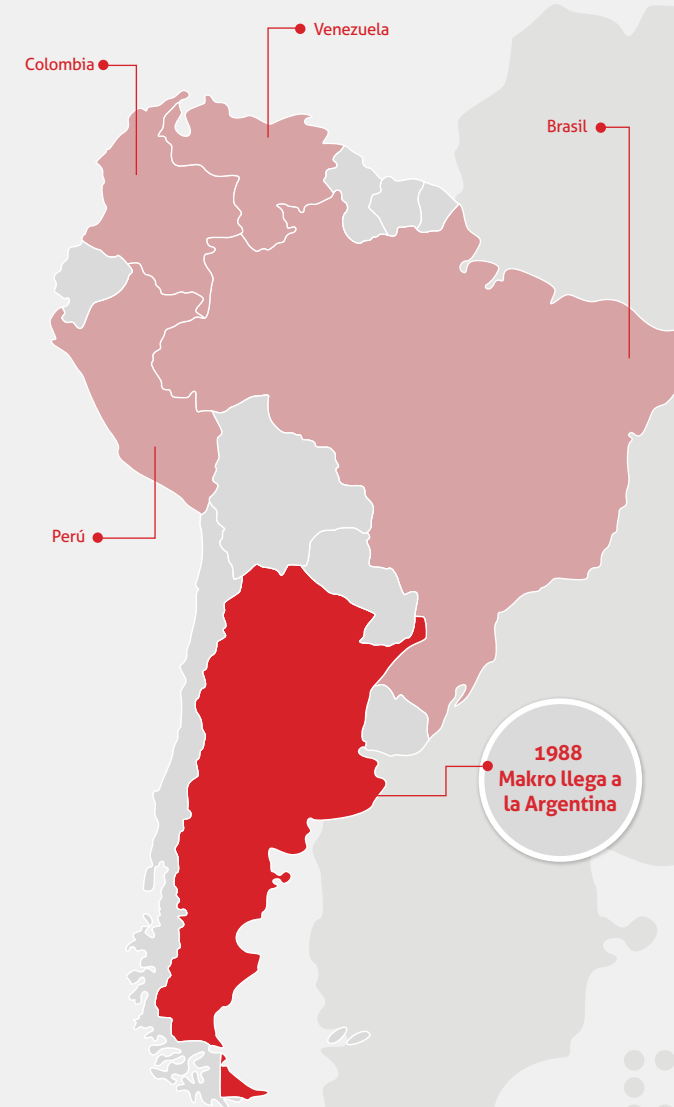 Venezuela
Colombia
Brasil
Perú
1988
Makro llega a
la Argentina